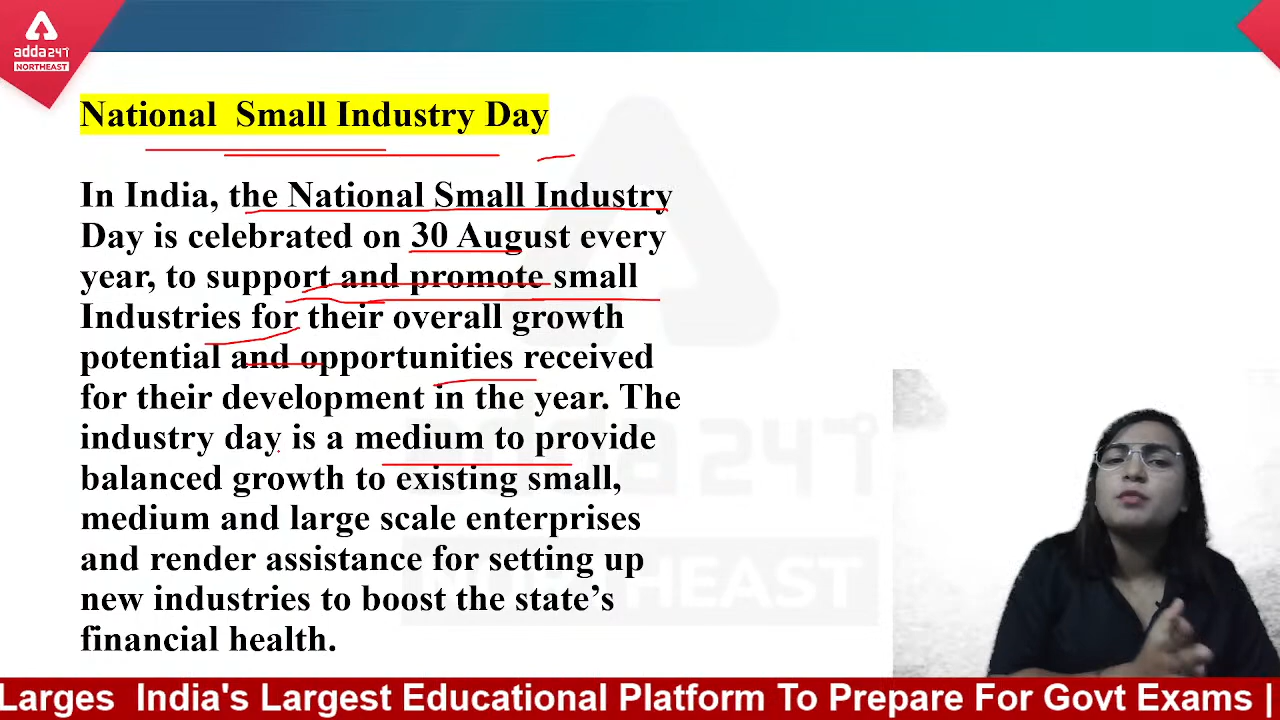 adda247
NORTHEAST
National Small Industry Day
In India, the National Small Industry
Day is celebrated on 30 August every
year, to support and promote small
Industries for their overall growth
potential and opportunities received
for their development in the year. The
industry day is a medium to provide
balanced growth to existing small,
medium and large scale enterprises
and render assistance for setting up
new industries to boost the state's
financial health.
adda247
NORTHEAST
Larges India's Largest Educational Platform To Prepare For Govt Exams |